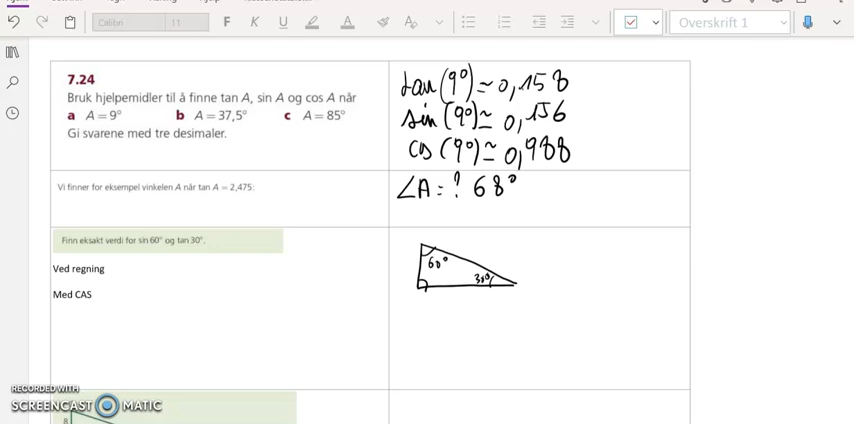 Calibri
11
F K U
A
A
Overskrift 1
7.24
Bruk hjelpemidler til å finne tan A, sin A og cos A når
a A = 9° b A = 37,5° c A = 85°
Gi svarene med tre desimaler.
tan (9°) ≃ 0,158
sin (9°) ≃ 0,156
cos (9°) ≃ 0,988
Vi finner for eksempel vinkelen A når tan A = 2,475:
∠A = ? 68°
Finn eksakt verdi for sin 60° og tan 30°.
60°
30°
Ved regning
Med CAS
RECORDED WITH
SCREENCAST MATIC
8